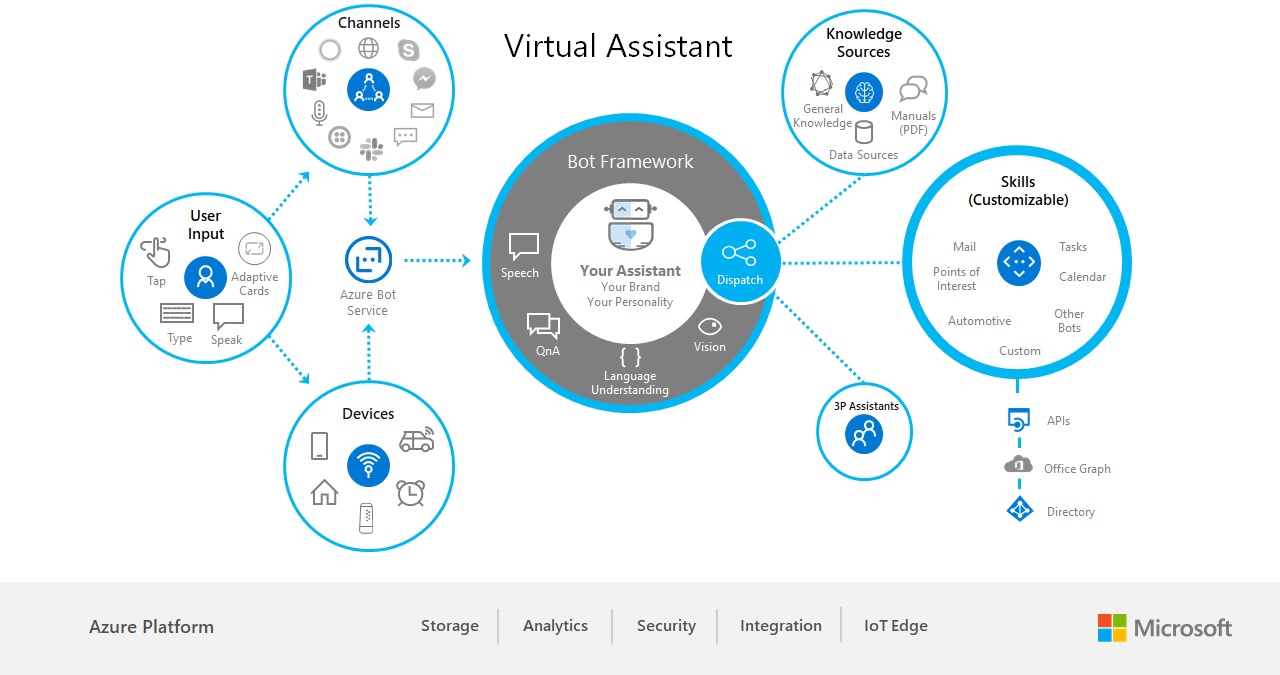 Virtual Assistant
Channels
User
Input
Tap
Adaptive
Cards
Type
Speak
Devices
Azure Bot
Service
Bot Framework
Speech
QnA
{ }
Language
Understanding
Vision
Your Assistant
Your Brand
Your Personality
Dispatch
Knowledge
Sources
General
Knowledge
Manuals
(PDF)
Data Sources
Skills
(Customizable)
Mail
Tasks
Points of
Interest
Calendar
Automotive
Other
Bots
Custom
3P Assistants
APIs
Office Graph
Directory
Azure Platform
Storage
Analytics
Security
Integration
IoT Edge
Microsoft